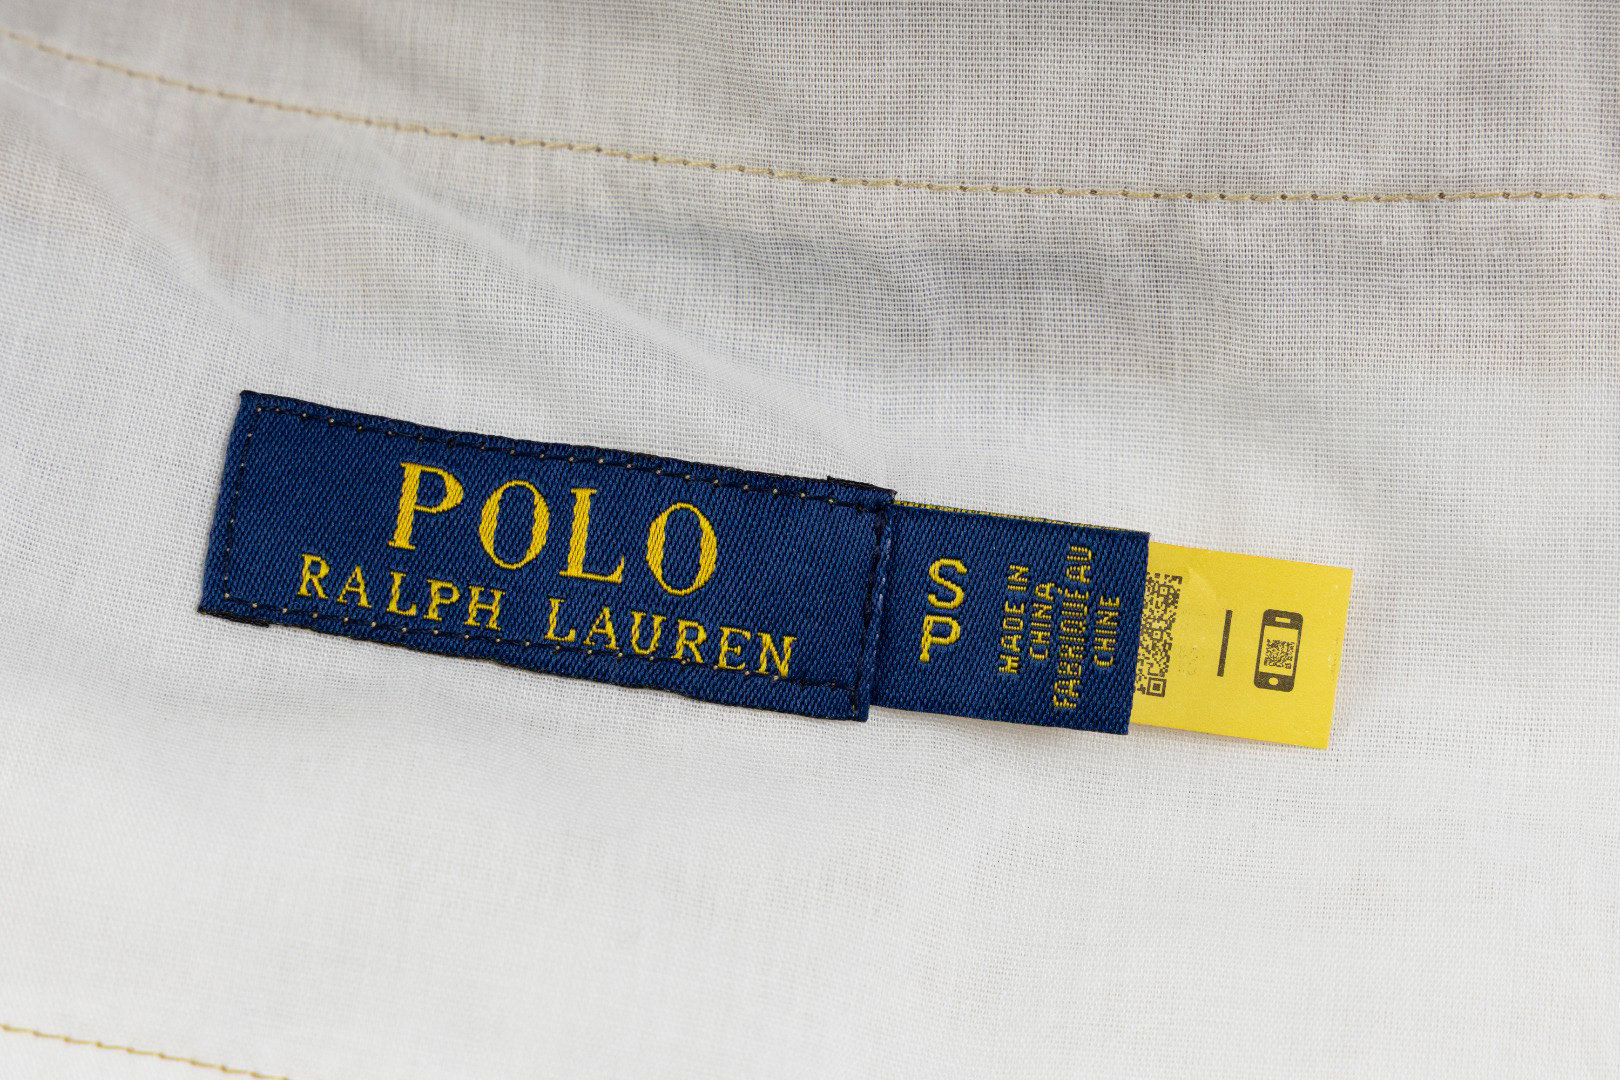 POLO
RALPH LAUREN
S
P
MADE IN
CHINA
FABRIQUÉ AU
CHINE